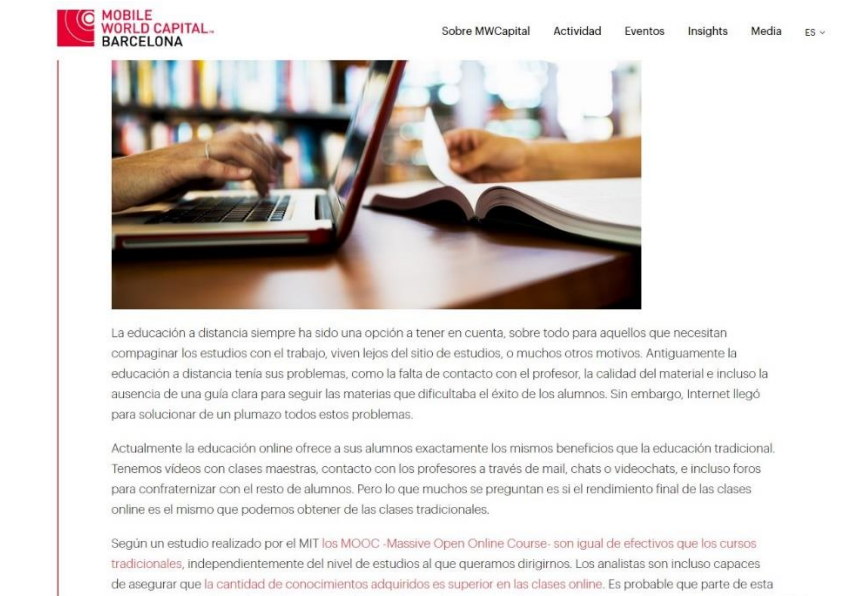 MOBILE
WORLD CAPITAL™
BARCELONA
Sobre MWCapital Actividad Eventos Insights Media ES
La educación a distancia siempre ha sido una opción a tener en cuenta, sobre todo para aquellos que necesitan
compaginar los estudios con el trabajo, viven lejos del sitio de estudios, o muchos otros motivos. Antiguamente la
educación a distancia tenía sus problemas, como la falta de contacto con el profesor, la calidad del material e incluso la
ausencia de una guía clara para seguir las materias que dificultaba el éxito de los alumnos. Sin embargo, Internet llegó
para solucionar de un plumazo todos estos problemas.
Actualmente la educación online ofrece a sus alumnos exactamente los mismos beneficios que la educación tradicional.
Tenemos vídeos con clases maestras, contacto con los profesores a través de mail, chats o videochats, e incluso foros
para confraternizar con el resto de alumnos. Pero lo que muchos se preguntan es si el rendimiento final de las clases
online es el mismo que podemos obtener de las clases tradicionales.
Según un estudio realizado por el MIT los MOOC -Massive Open Online Course- son igual de efectivos que los cursos
tradicionales, independientemente del nivel de estudios al que queramos dirigirnos. Los analistas son incluso capaces
de asegurar que la cantidad de conocimientos adquiridos es superior en las clases online. Es probable que parte de esta